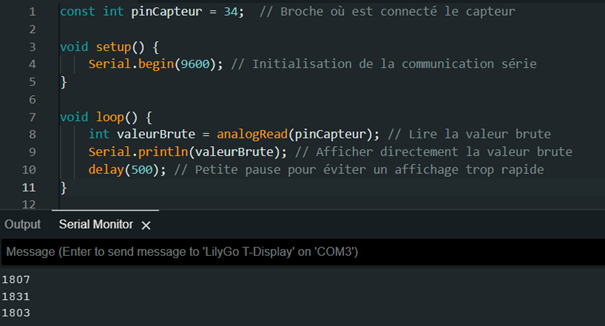 1 const int pinCapteur = 34;  // Broche où est connecté le capteur
2
3 void setup() {
4     Serial.begin(9600); // Initialisation de la communication série
5 }
6
7 void loop() {
8     int valeurBrute = analogRead(pinCapteur); // Lire la valeur brute
9     Serial.println(valeurBrute); // Afficher directement la valeur brute
10     delay(500); // Petite pause pour éviter un affichage trop rapide
11 }
12
Output Serial Monitor ×
Message (Enter to send message to 'LilyGo T-Display' on 'COM3')
1807
1831
1803